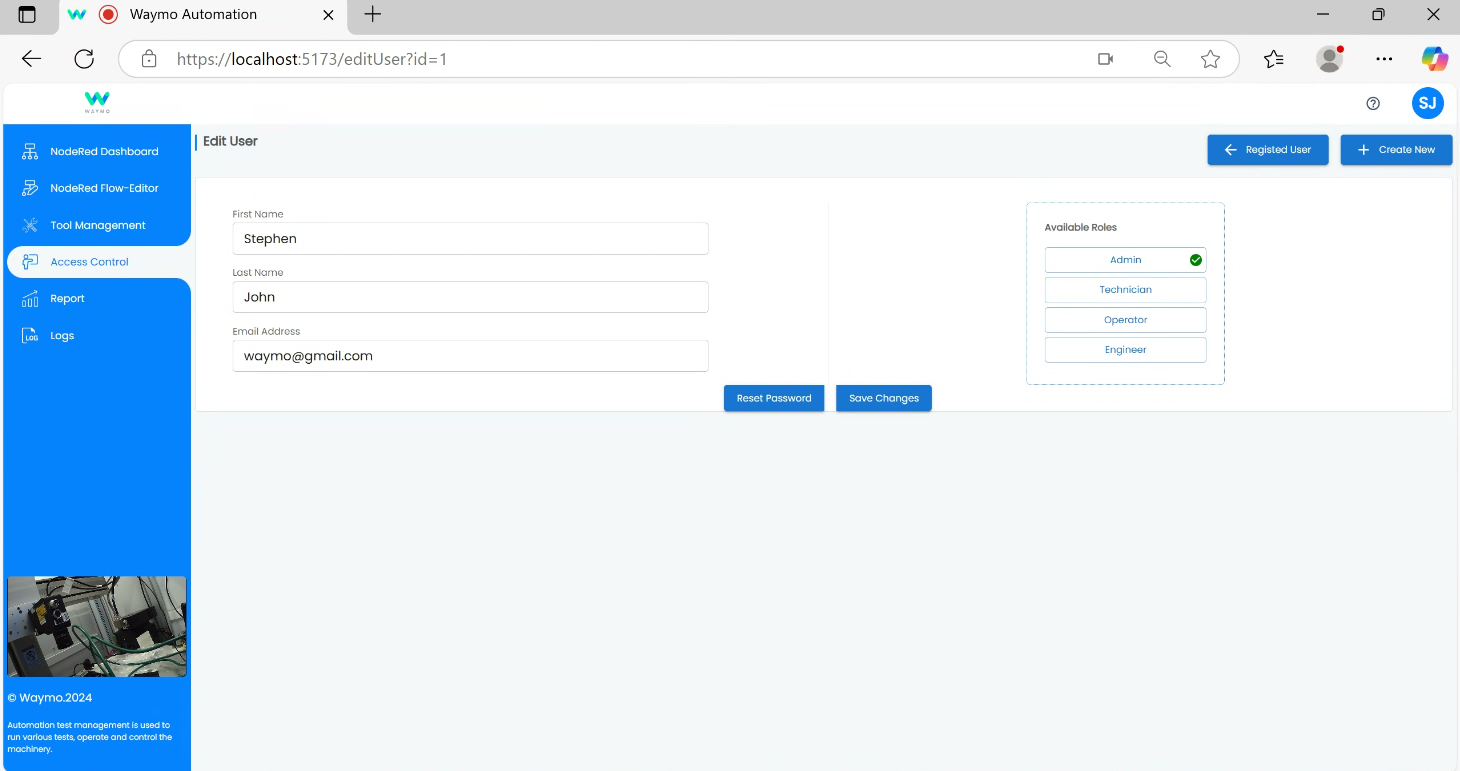 Waymo Automation
https://localhost:5173/editUser?id=1
WAYMO
SJ
NodeRed Dashboard
NodeRed Flow-Editor
Tool Management
Access Control
Report
LOG
Logs
© Waymo.2024
Automation test management is used to
run various tests, operate and control the
machinery.
Edit User
Registed User
Create New
First Name
Stephen
Last Name
John
Email Address
waymo@gmail.com
Reset Password
Save Changes
Available Roles
Admin
Technician
Operator
Engineer